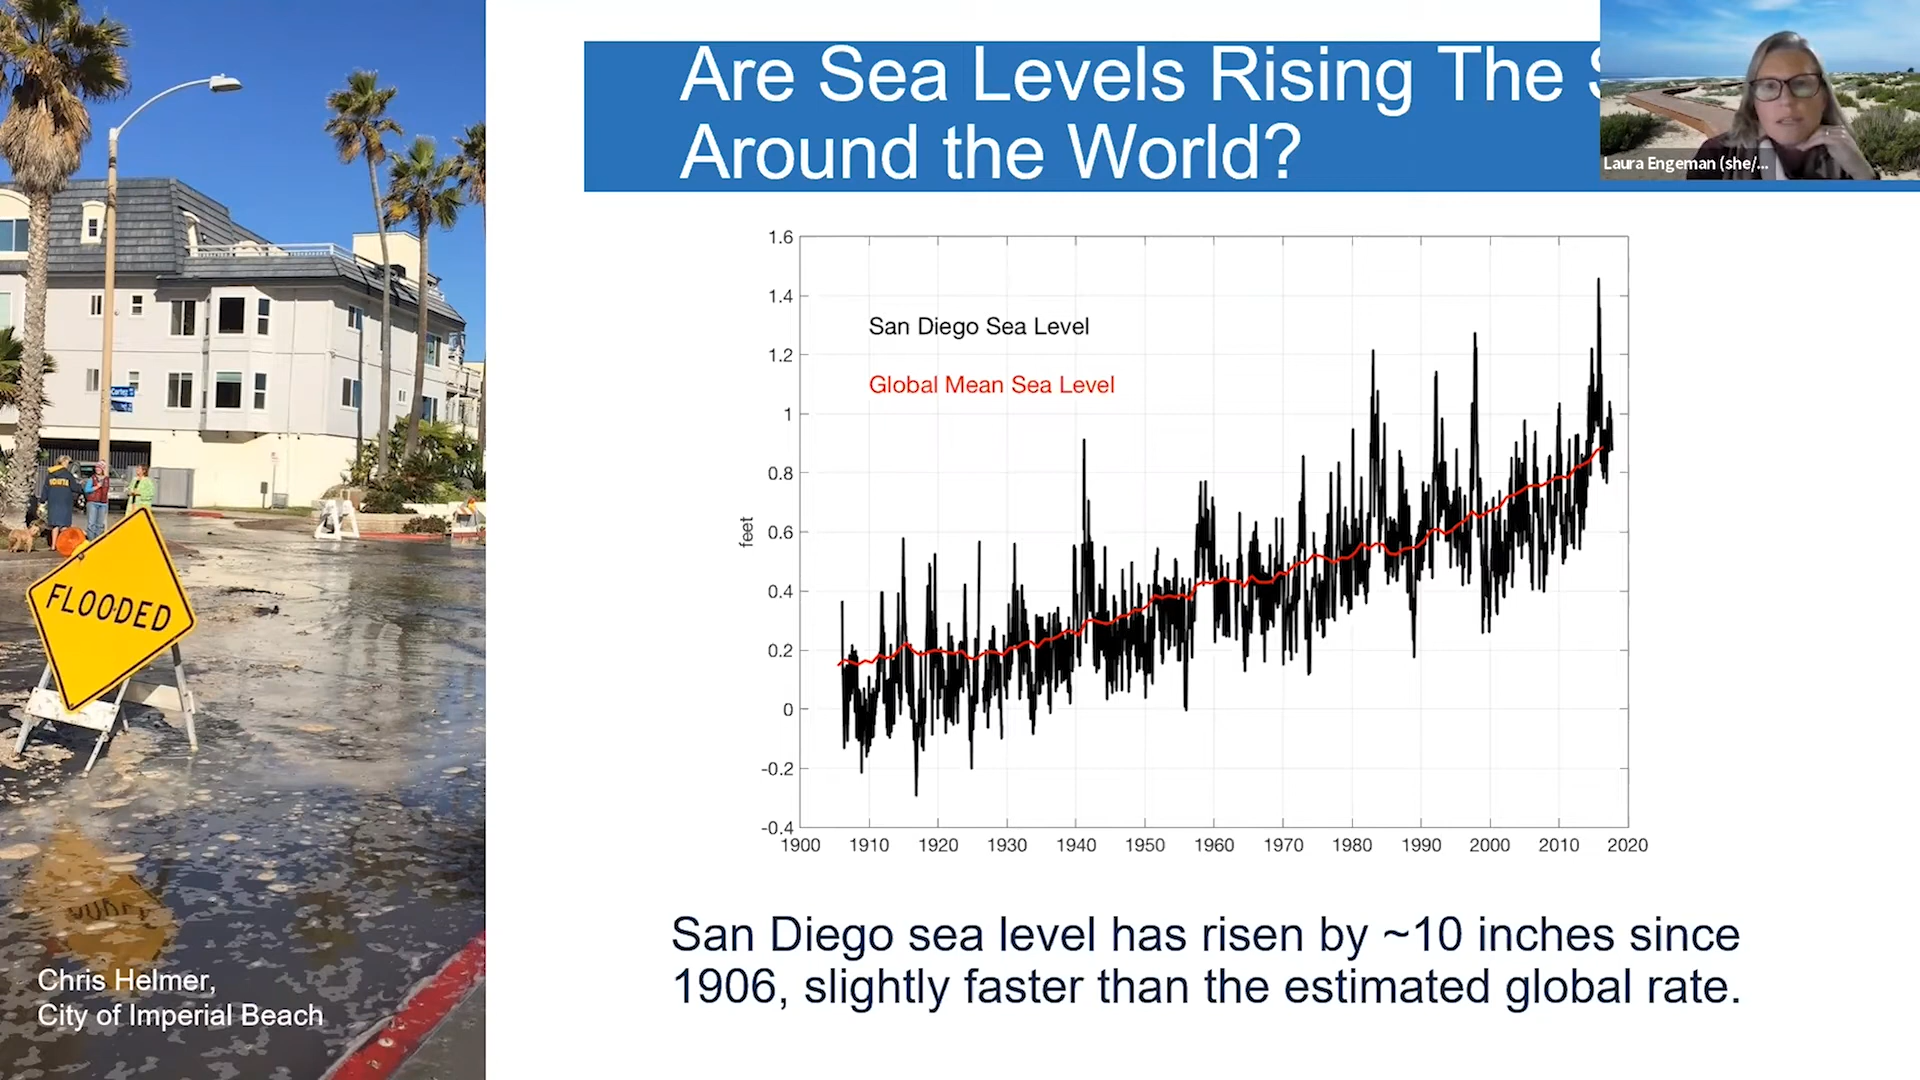 Are Sea Levels Rising The
Around the World?
Laura Engeman (she/...
1.6
1.4
1.2
1
0.8
0.6
0.4
0.2
0
-0.2
-0.4
feet
San Diego Sea Level
Global Mean Sea Level
1900 1910 1920 1930 1940 1950 1960 1970 1980 1990 2000 2010 2020
San Diego sea level has risen by ~10 inches since
1906, slightly faster than the estimated global rate.
FLOODED
Chris Helmer,
City of Imperial Beach